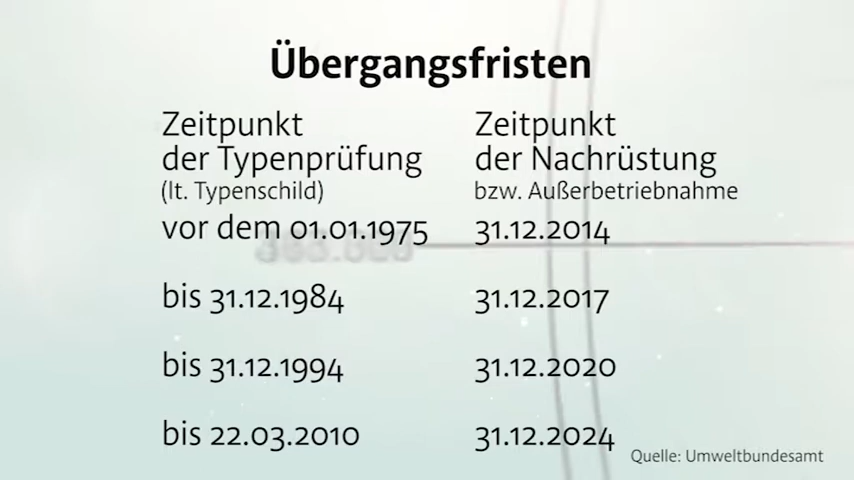 Übergangsfristen
Zeitpunkt
der Typenprüfung
(lt. Typenschild)
Zeitpunkt
der Nachrüstung
bzw. Außerbetriebnahme
vor dem 01.01.1975 31.12.2014
bis 31.12.1984 31.12.2017
bis 31.12.1994 31.12.2020
bis 22.03.2010 31.12.2024
Quelle: Umweltbundesamt